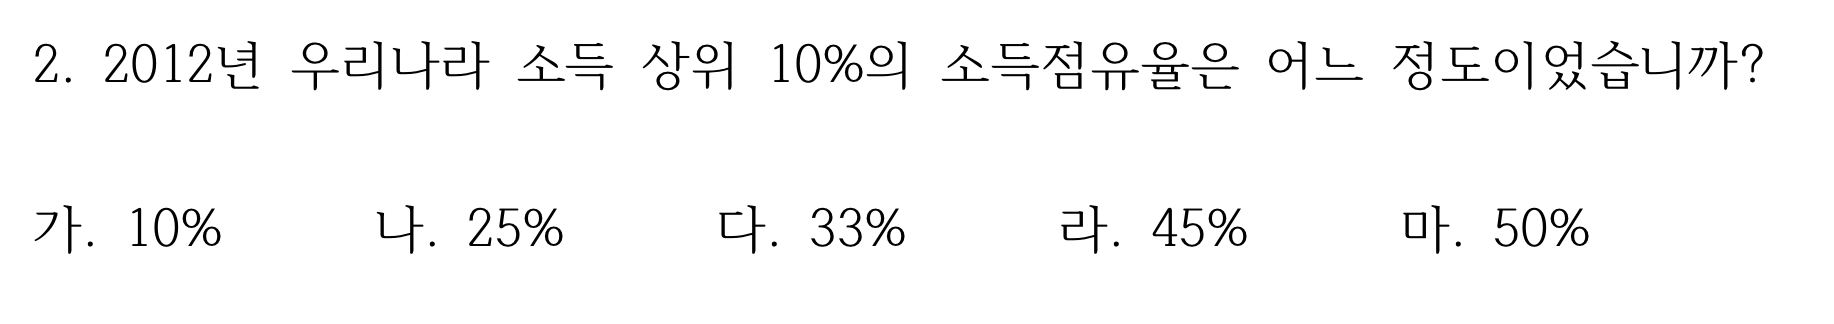 2. 2012년 우리나라 소득 상위 10%의 소득점유율은 어느 정도이었습니까?
가. 10% 나. 25% 다. 33% 라. 45% 마. 50%